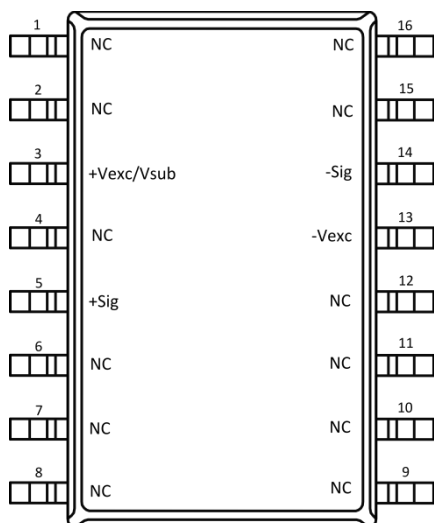 1 NC NC 16
2 NC NC 15
3 +Vexc/Vsub -Sig 14
4 NC -Vexc 13
5 +Sig NC 12
6 NC NC 11
7 NC NC 10
8 NC NC 9